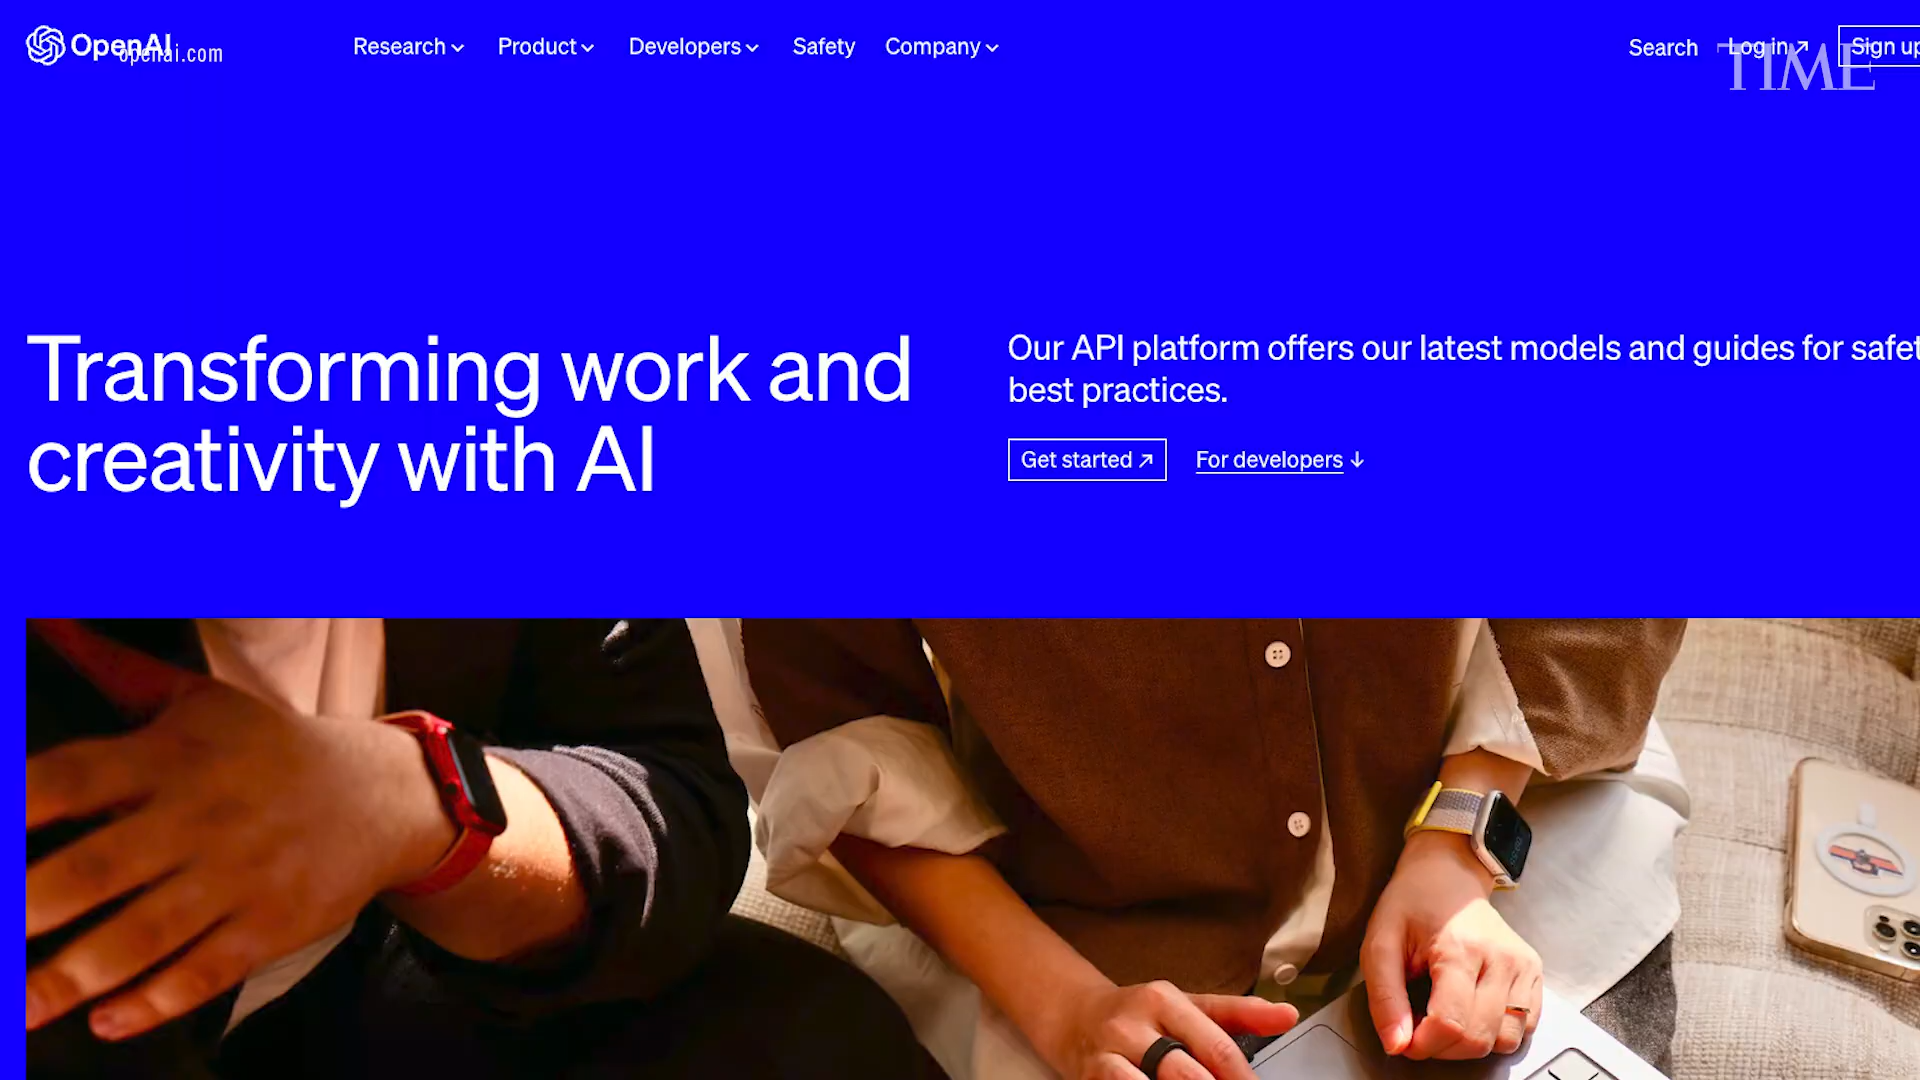 OpenAI
openai.com
Research
Product
Developers
Safety
Company
Search
Log in
Sign up
TIME
Transforming work and
creativity with AI
Our API platform offers our latest models and guides for safet
best practices.
Get started
For developers